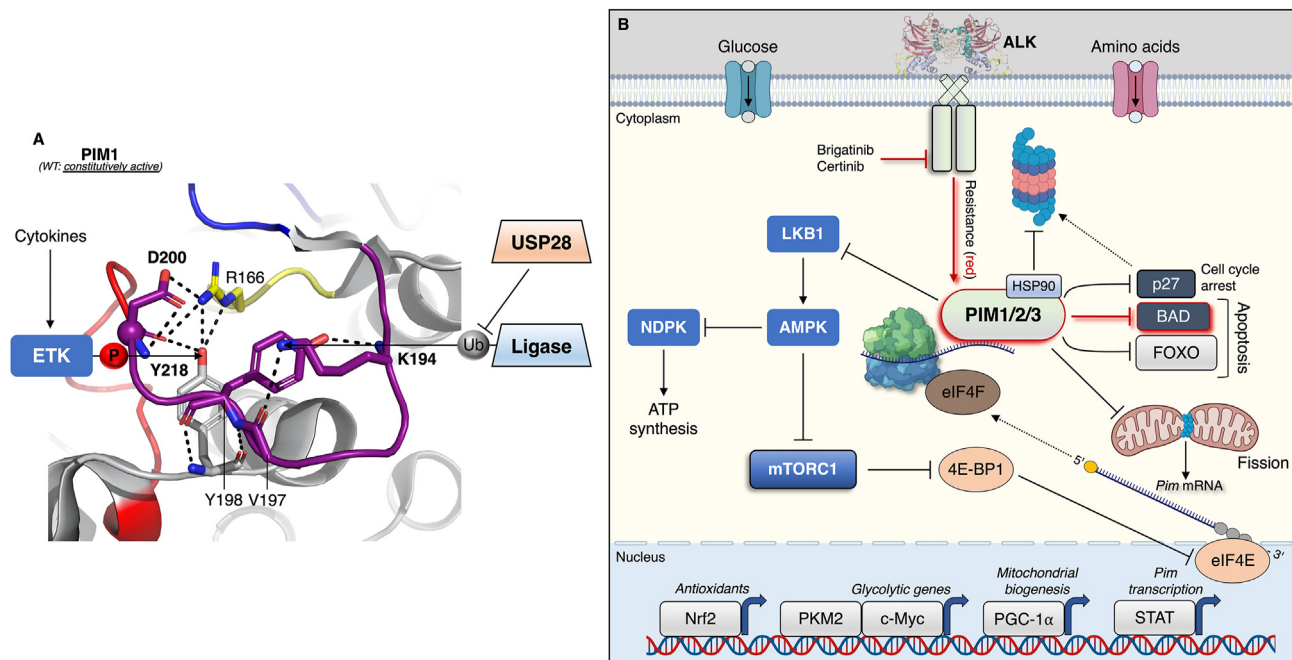 A
PIM1
(WT: constitutively active)
Cytokines
D200
R166
USP28
ETK
P
Y218
K194
Ub
Ligase
Y198
V197
B
Glucose
ALK
Amino acids
Cytoplasm
Brigatinib
Certinib
Resistance (red)
LKB1
HSP90
p27
Cell cycle
arrest
PIM1/2/3
BAD
Apoptosis
NDPK
AMPK
FOXO
eIF4F
ATP
synthesis
Fission
mTORC1
4E-BP1
5'
Pim mRNA
Nucleus
eIF4E
3'
Antioxidants
Glycolytic genes
Mitochondrial
biogenesis
Pim
transcription
Nrf2
PKM2
c-Myc
PGC-1α
STAT